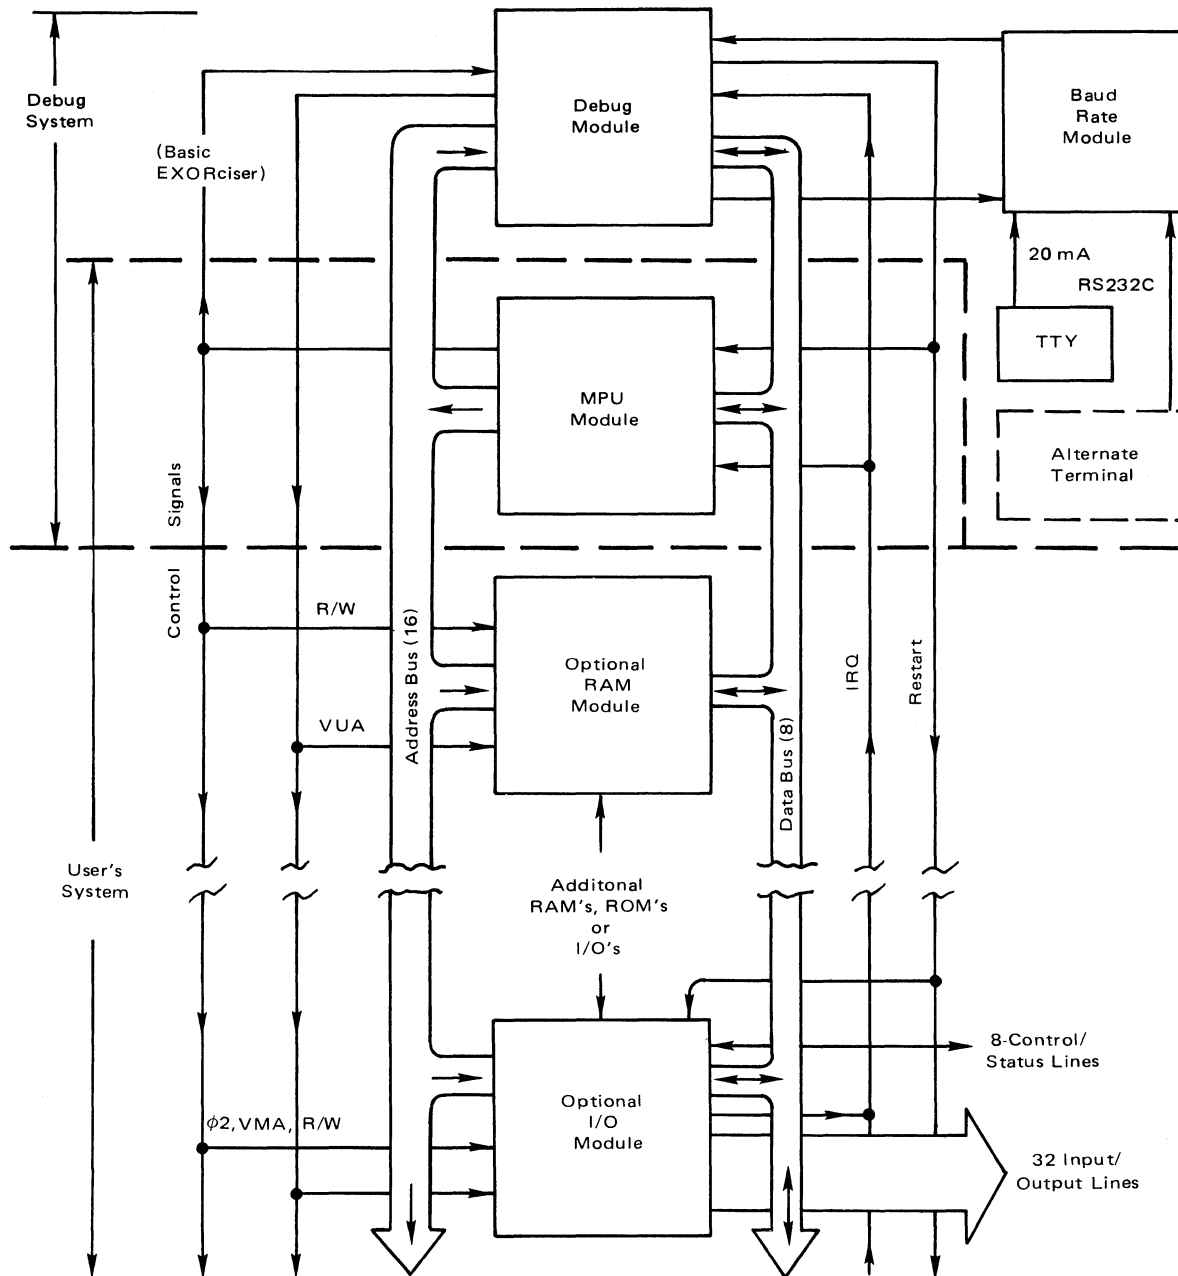 Debug
System
(Basic
EXORciser)
Debug
Module
Baud
Rate
Module
20 mA
RS232C
TTY
MPU
Module
Alternate
Terminal
Signals
Control
R/W
Address Bus (16)
Optional
RAM
Module
VUA
Data Bus (8)
IRQ
Restart
User's
System
Additonal
RAM's, ROM's
or
I/O's
8-Control/
Status Lines
φ2, VMA, R/W
Optional
I/O
Module
32 Input/
Output Lines